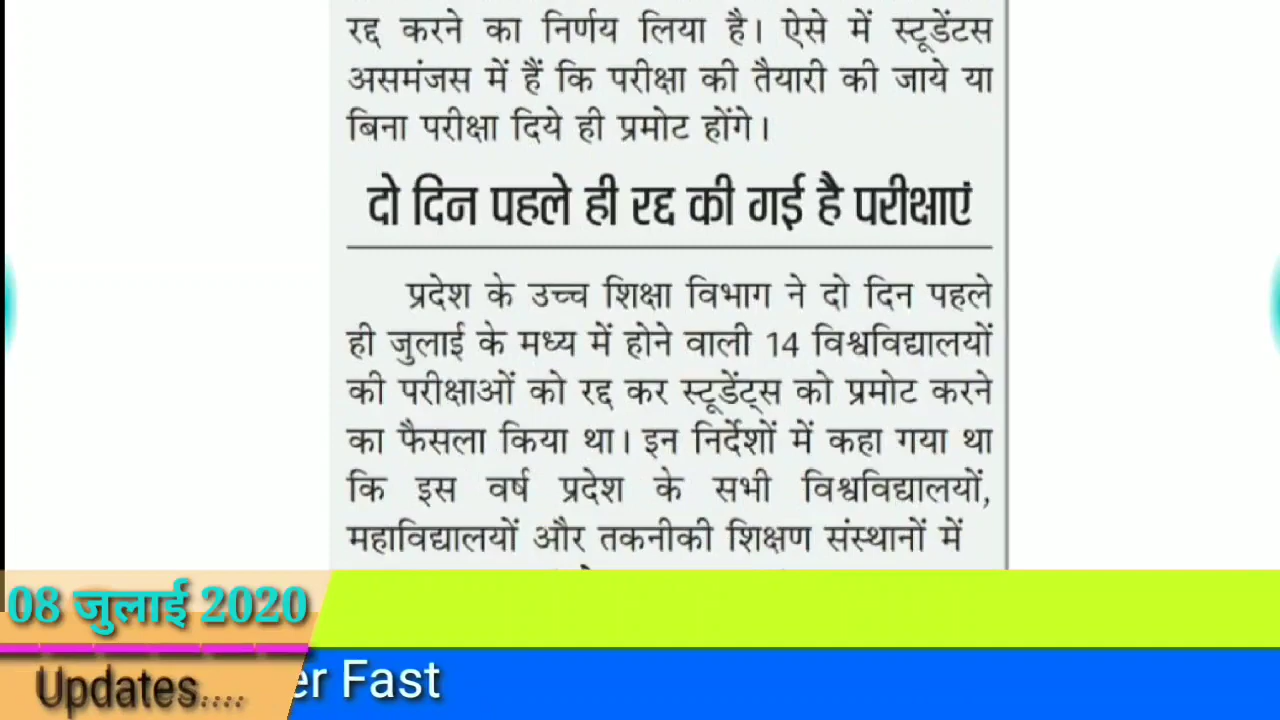 रद्द करने का निर्णय लिया है। ऐसे में स्टूडेंटस
असमंजस में हैं कि परीक्षा की तैयारी की जाये या
बिना परीक्षा दिये ही प्रमोट होंगे।
दो दिन पहले ही रद्द की गई है परीक्षाएं
प्रदेश के उच्च शिक्षा विभाग ने दो दिन पहले
ही जुलाई के मध्य में होने वाली 14 विश्वविद्यालयों
की परीक्षाओं को रद्द कर स्टूडेंट्स को प्रमोट करने
का फैसला किया था। इन निर्देशों में कहा गया था
कि इस वर्ष प्रदेश के सभी विश्वविद्यालयों,
महाविद्यालयों और तकनीकी शिक्षण संस्थानों में
08 जुलाई 2020
Updates.... er Fast